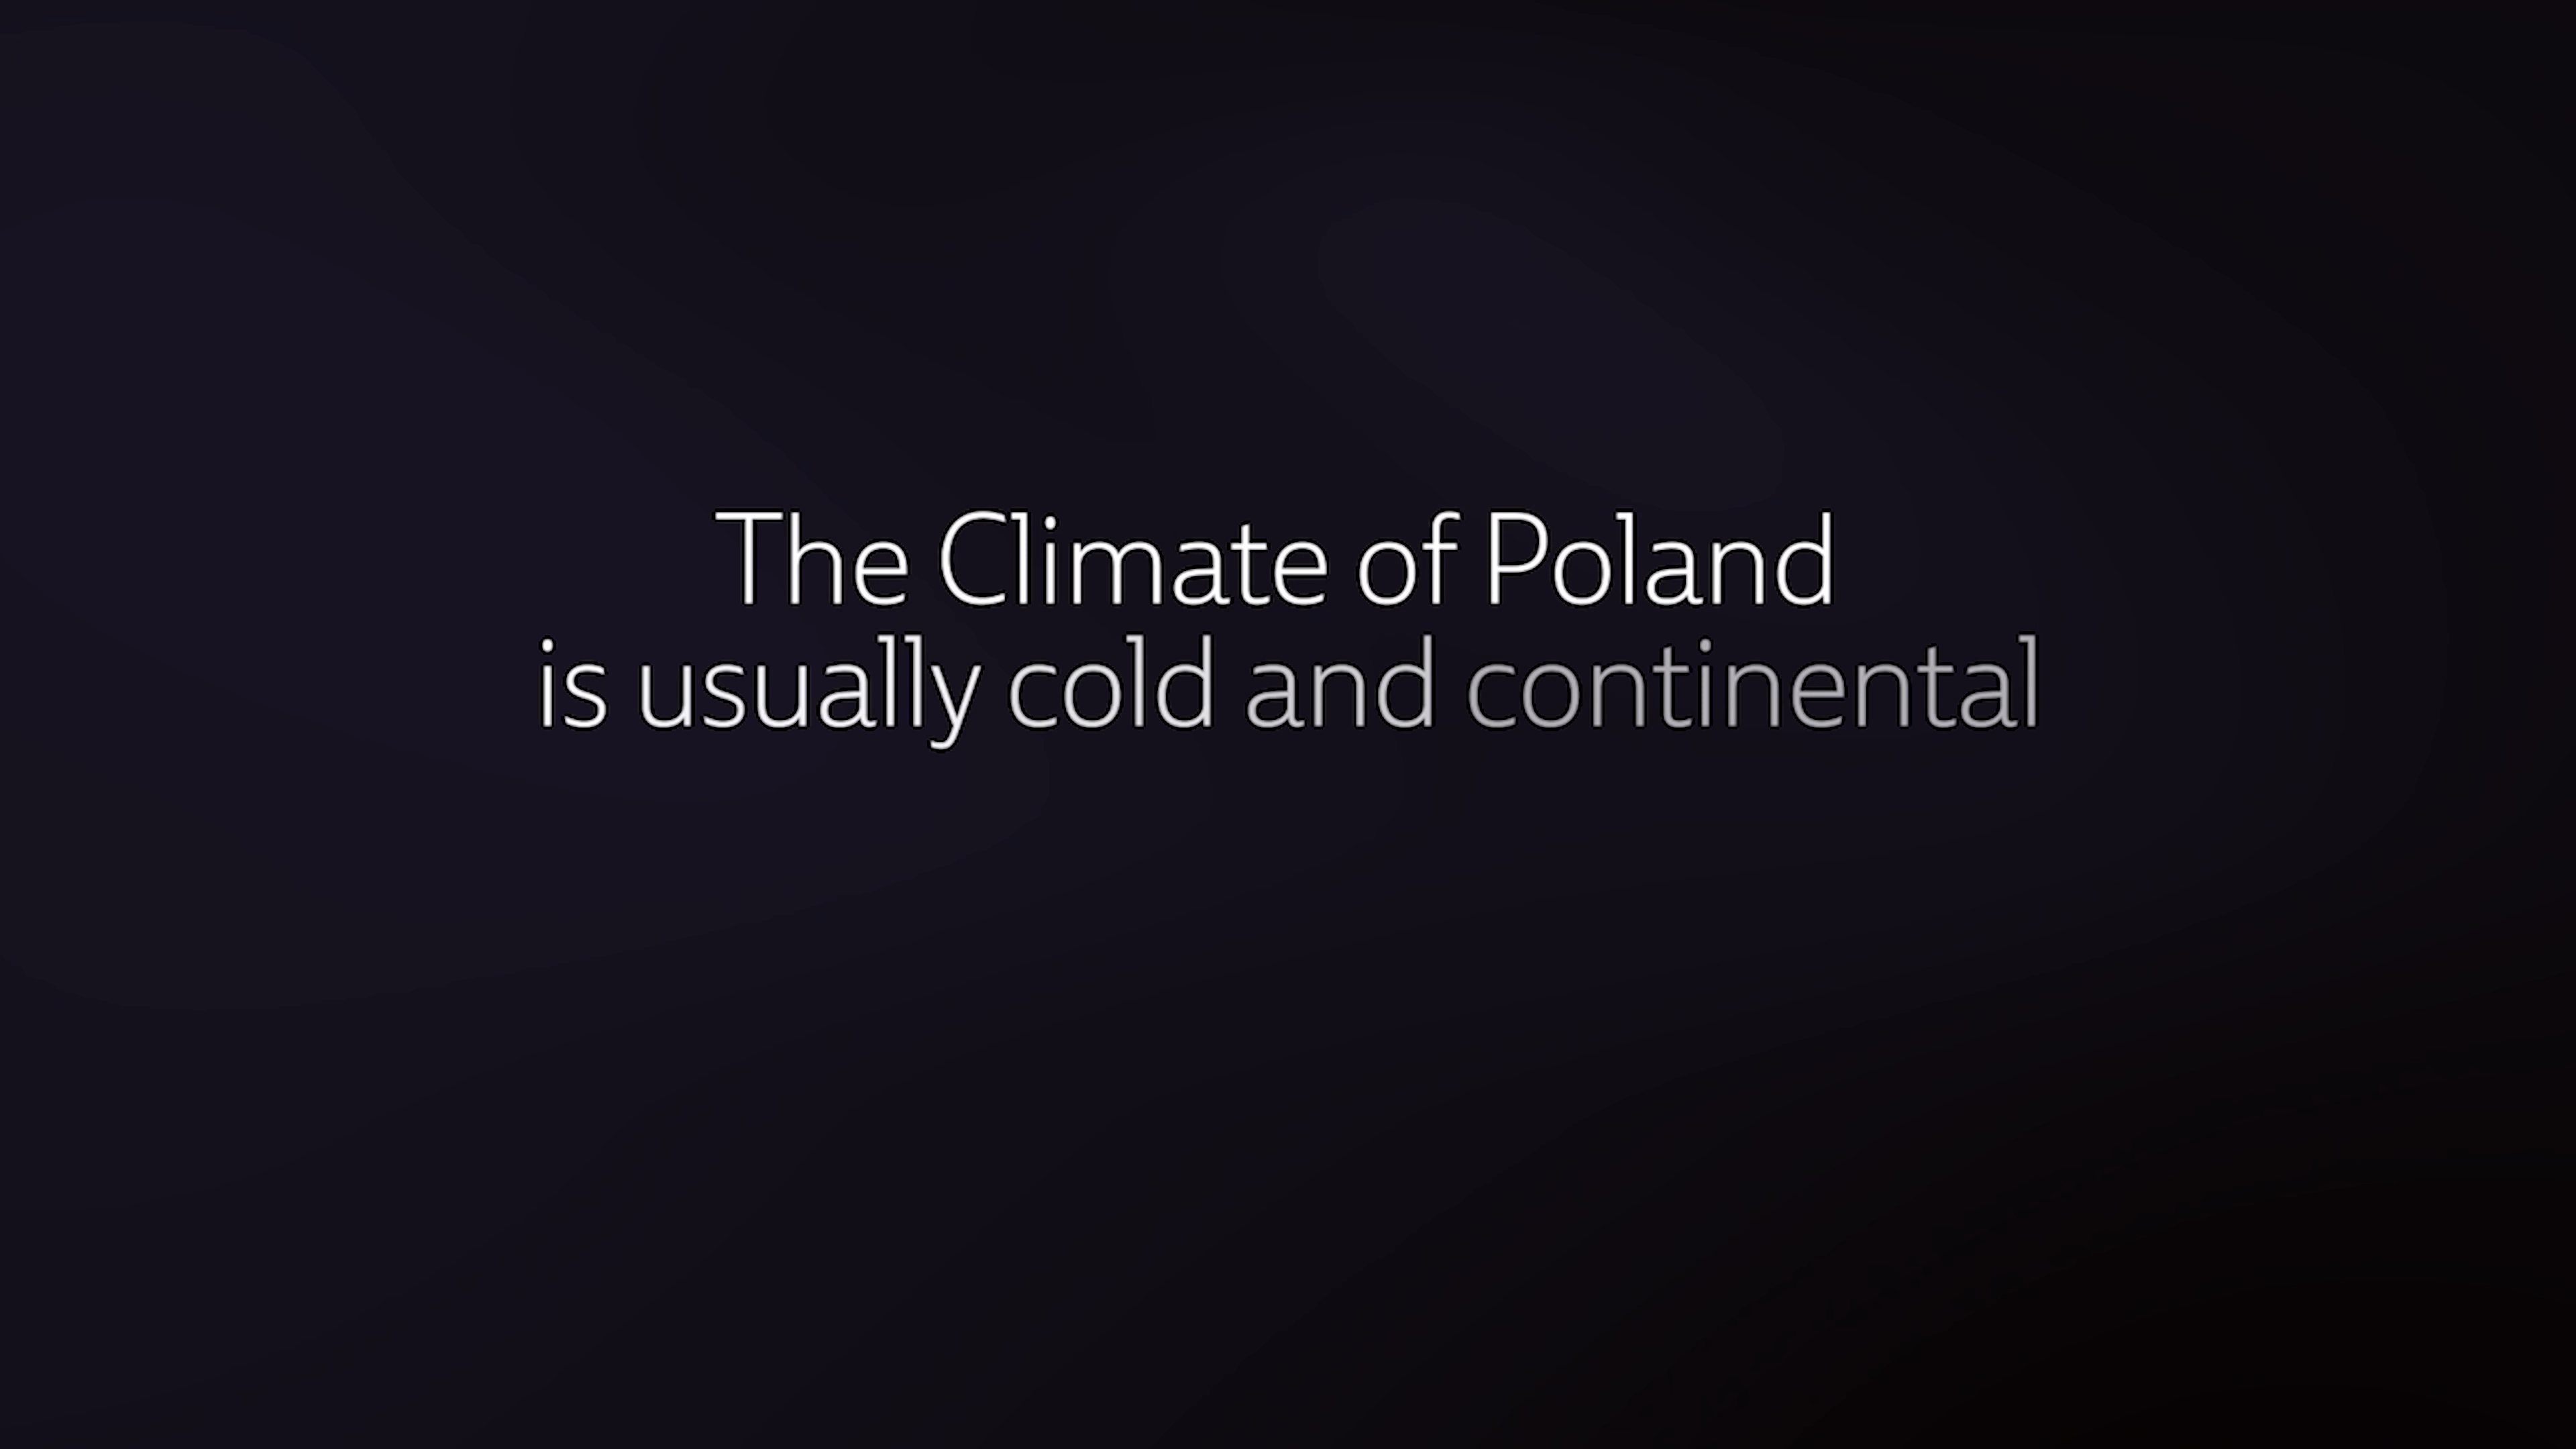 The Climate of Poland
is usually cold and continental